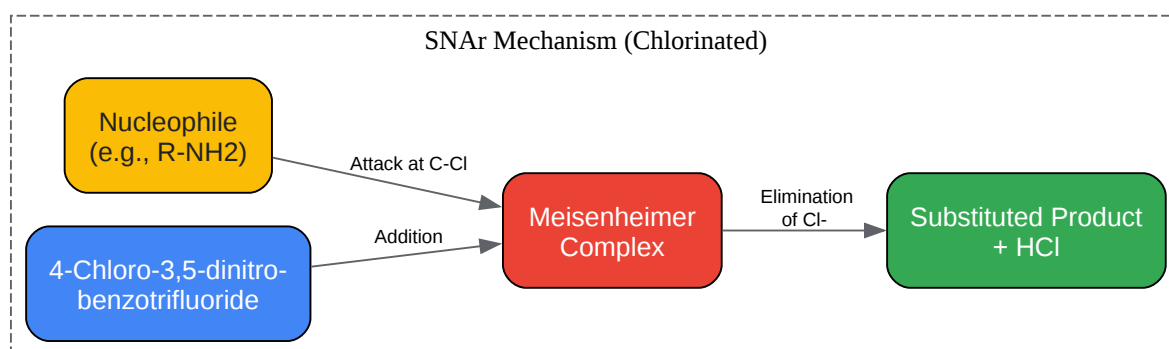 SNAr Mechanism (Chlorinated)
Nucleophile
(e.g., R-NH2)
Attack at C-Cl
4-Chloro-3,5-dinitro-
benzotrifluoride
Addition
Meisenheimer
Complex
Elimination
of Cl-
Substituted Product
+ HCl